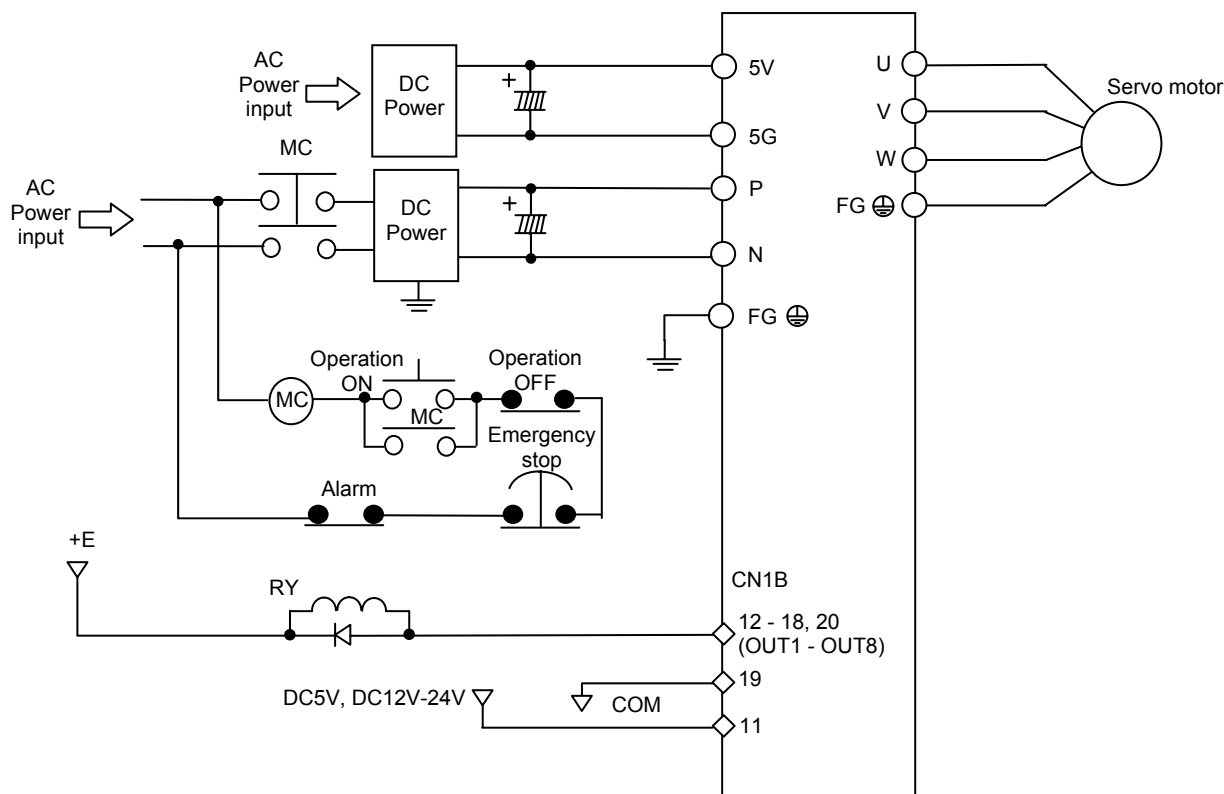 AC
Power
input
DC
Power
+
5V
5G
U
V
W
FG
Servo motor
MC
AC
Power
input
DC
Power
+
P
N
FG
Operation
ON
Operation
OFF
MC
MC
Emergency
stop
Alarm
+E
RY
CN1B
12 - 18, 20
(OUT1 - OUT8)
19
DC5V, DC12V-24V
COM
11